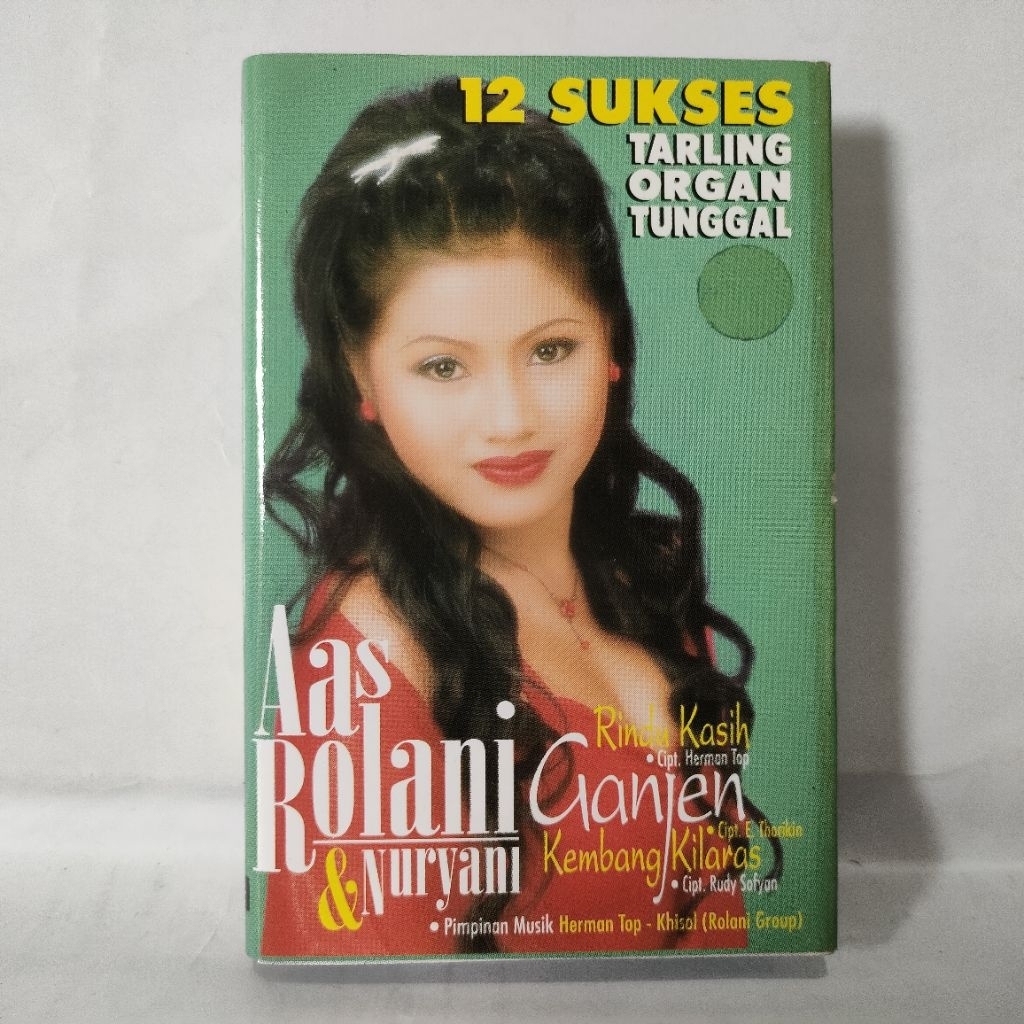 12 SUKSES
TARLING
ORGAN
TUNGGAL
Aas
Rolani
& Nuryani
Rindu Kasih
Cipt. Herman Top
Ganjen
• Cipt. E. Thorikin
Kembang Kilaras
• Cipt. Rudy Sofyan
• Pimpinan Musik Herman Top - Khisol (Rolani Group)